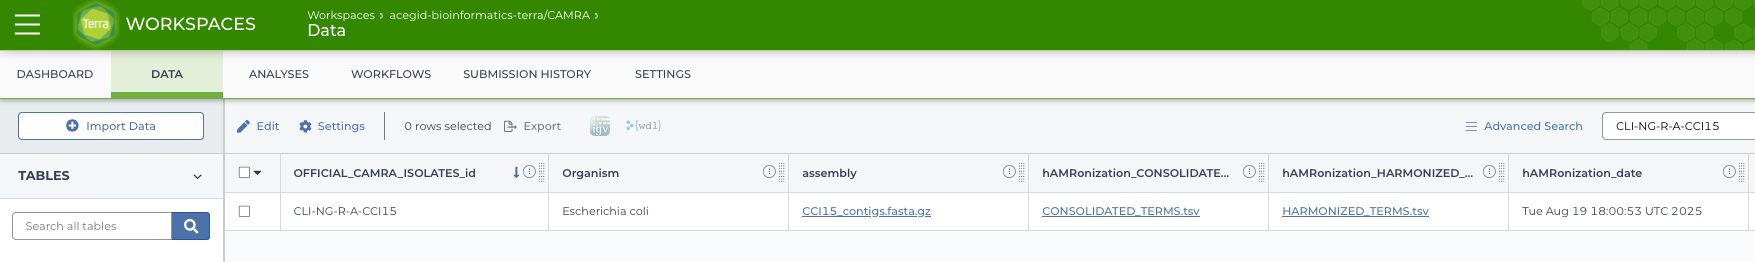 Terra
WORKSPACES
Workspaces › acegid-bioinformatics-terra/CAMRA ›
Data
DASHBOARD DATA ANALYSES WORKFLOWS SUBMISSION HISTORY SETTINGS
Import Data
Edit Settings 0 rows selected Export igv {wdl} Advanced Search CLI-NG-R-A-CCI15
TABLES
Search all tables
OFFICIAL_CAMRA_ISOLATES_id Organism assembly hAMRonization_CONSOLIDATE... hAMRonization_HARMONIZED_... hAMRonization_date
CLI-NG-R-A-CCI15 Escherichia coli CCI15_contigs.fasta.gz CONSOLIDATED_TERMS.tsv HARMONIZED_TERMS.tsv Tue Aug 19 18:00:53 UTC 2025